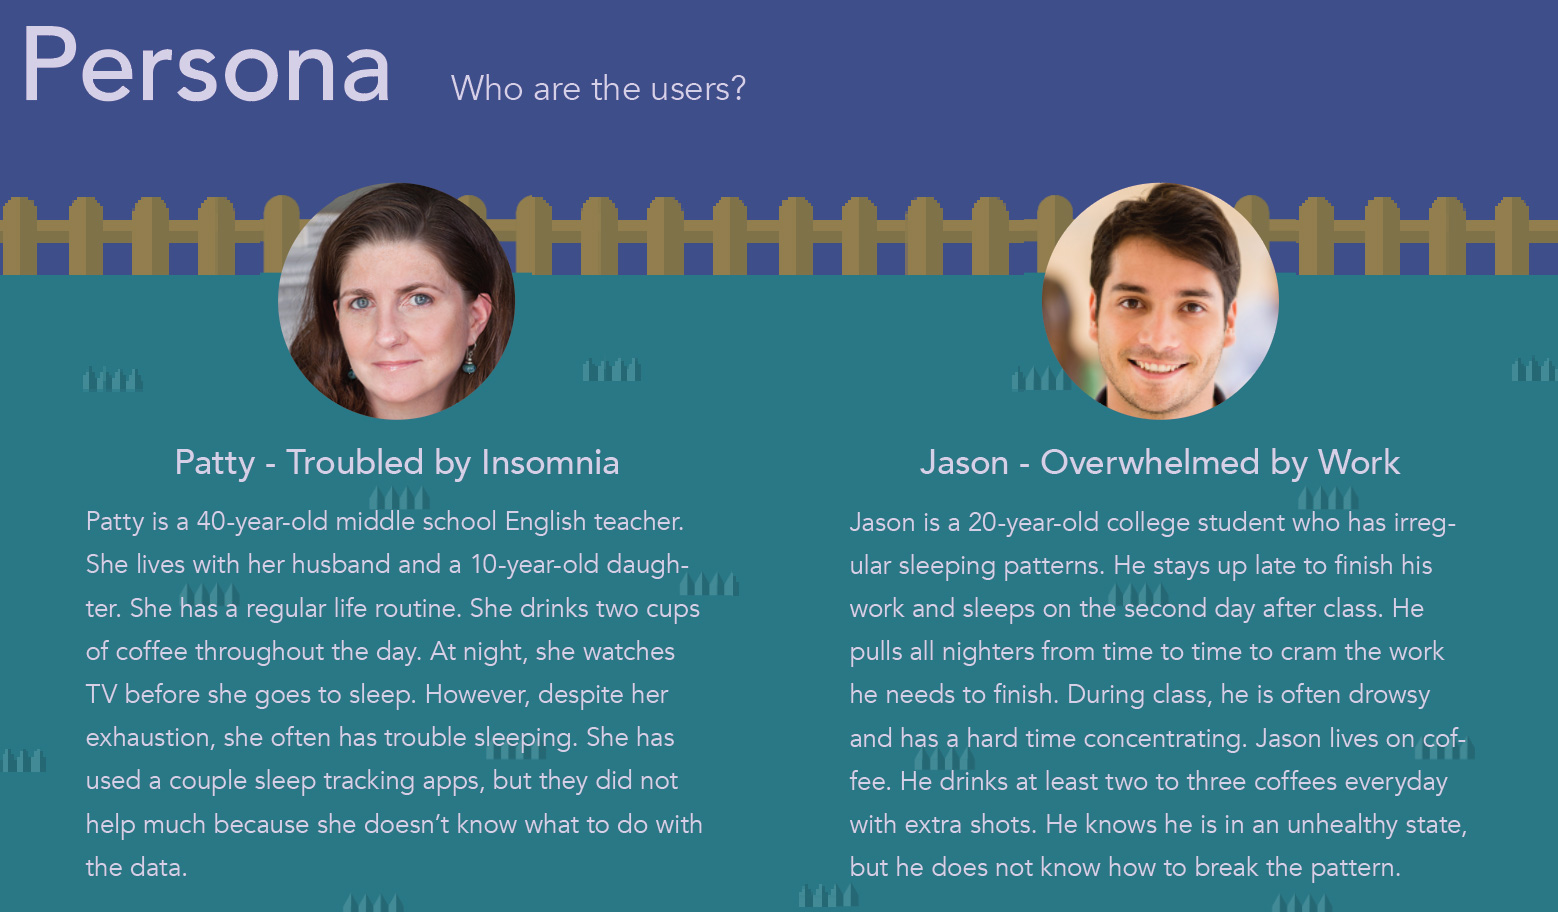 Persona
Who are the users?
Patty - Troubled by Insomnia
Patty is a 40-year-old middle school English teacher.
She lives with her husband and a 10-year-old daugh-
ter. She has a regular life routine. She drinks two cups
of coffee throughout the day. At night, she watches
TV before she goes to sleep. However, despite her
exhaustion, she often has trouble sleeping. She has
used a couple sleep tracking apps, but they did not
help much because she doesn’t know what to do with
the data.
Jason - Overwhelmed by Work
Jason is a 20-year-old college student who has irreg-
ular sleeping patterns. He stays up late to finish his
work and sleeps on the second day after class. He
pulls all nighters from time to time to cram the work
he needs to finish. During class, he is often drowsy
and has a hard time concentrating. Jason lives on cof-
fee. He drinks at least two to three coffees everyday
with extra shots. He knows he is in an unhealthy state,
but he does not know how to break the pattern.